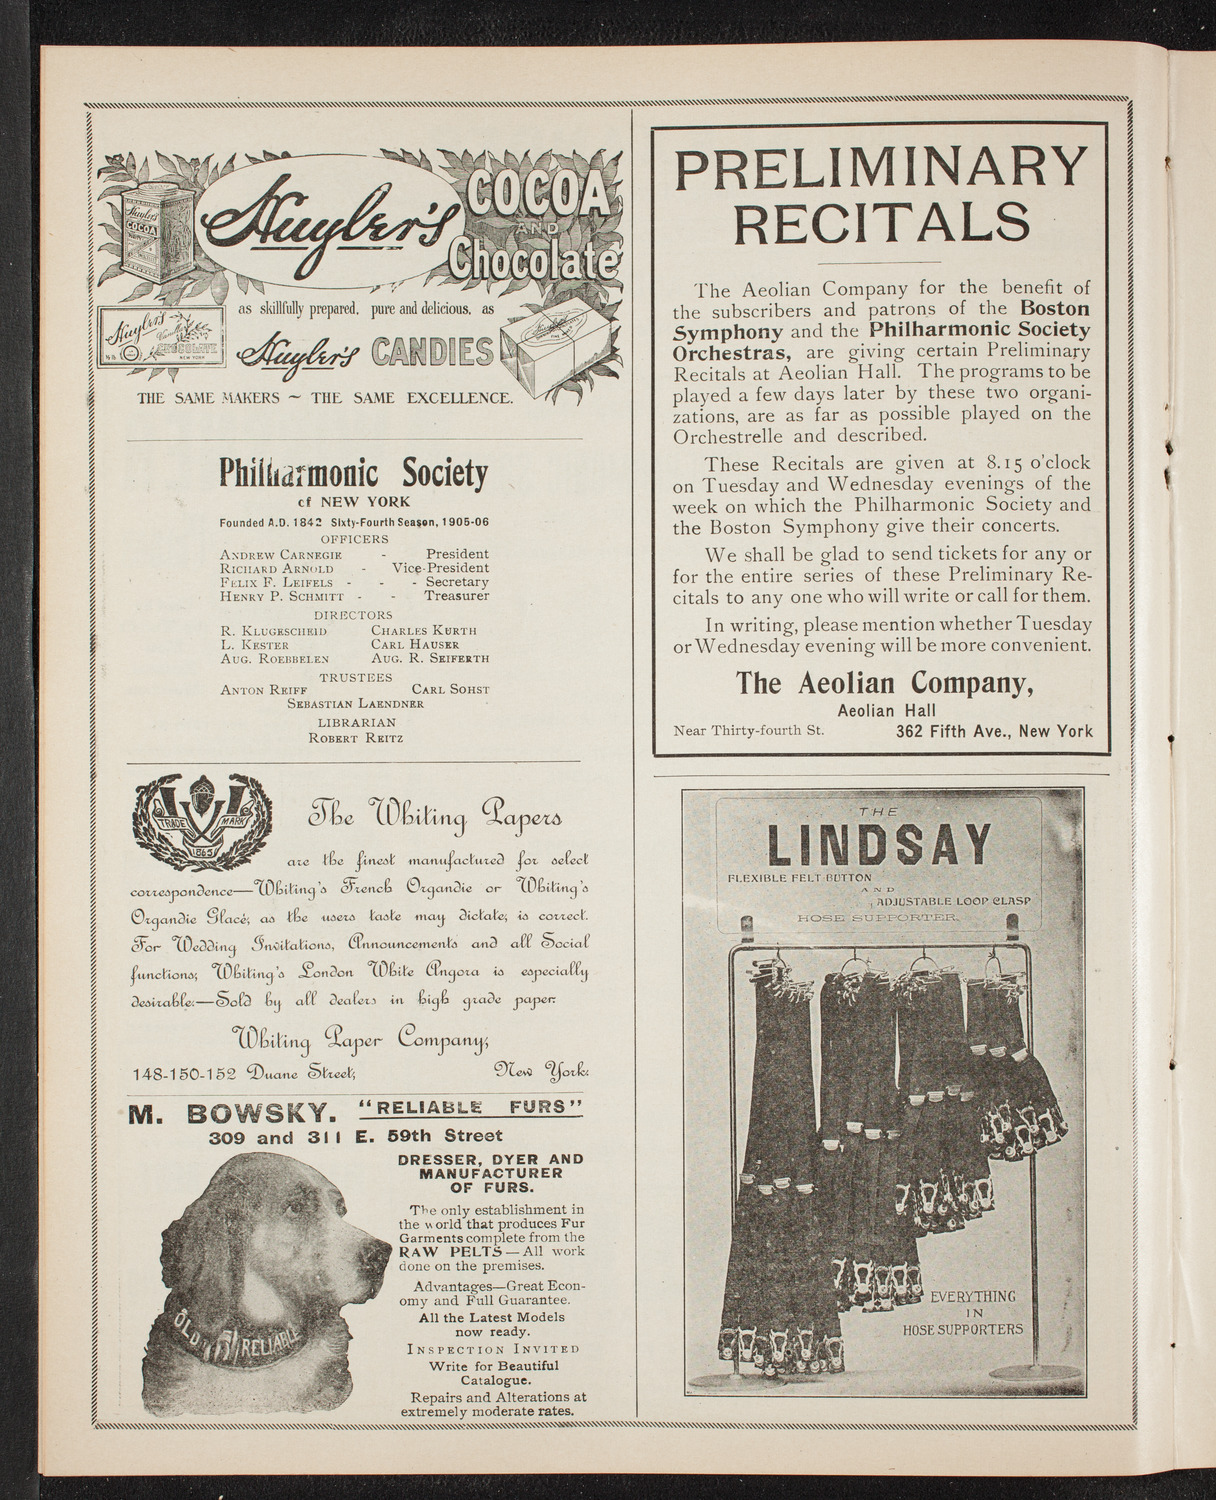 Huyler's
COCOA
AND
Chocolate
Huyler's
COCOA
as skillfully prepared, pure and delicious, as
Huyler's
CHOCOLATE
NEW YORK
Huyler's CANDIES
THE SAME MAKERS ~ THE SAME EXCELLENCE.
Philharmonic Society
of NEW YORK
Founded A.D. 1842 Sixty-Fourth Season, 1905-06
OFFICERS
ANDREW CARNEGIE - President
RICHARD ARNOLD - Vice-President
FELIX F. LEIFELS - - - Secretary
HENRY P. SCHMITT - - Treasurer
DIRECTORS
R. KLUGESCHEID CHARLES KURTH
L. KESTER CARL HAUSER
AUG. ROEBBELEN AUG. R. SEIFERTH
TRUSTEES
ANTON REIFF CARL SOHST
SEBASTIAN LAENDNER
LIBRARIAN
ROBERT REITZ
TRADE MARK
1865
The Whiting Papers
are the finest manufactured for select
correspondence—Whiting's French Organdie or Whiting's
Organdie Glacé; as the users taste may dictate; is correct.
For Wedding Invitations, Announcements and all Social
functions; Whiting's London White Angora is especially
desirable.—Sold by all dealers in high grade paper.
Whiting Paper Company;
148-150-152 Duane Street; New York.
M. BOWSKY. "RELIABLE FURS"
309 and 311 E. 59th Street
DRESSER, DYER AND
MANUFACTURER
OF FURS.
The only establishment in
the world that produces Fur
Garments complete from the
RAW PELTS—All work
done on the premises.
Advantages—Great Econ-
omy and Full Guarantee.
All the Latest Models
now ready.
INSPECTION INVITED
Write for Beautiful
Catalogue.
Repairs and Alterations at
extremely moderate rates.
OLD RELIABLE
PRELIMINARY
RECITALS
The Aeolian Company for the benefit of
the subscribers and patrons of the Boston
Symphony and the Philharmonic Society
Orchestras, are giving certain Preliminary
Recitals at Aeolian Hall. The programs to be
played a few days later by these two organi-
zations, are as far as possible played on the
Orchestrelle and described.
These Recitals are given at 8.15 o'clock
on Tuesday and Wednesday evenings of the
week on which the Philharmonic Society and
the Boston Symphony give their concerts.
We shall be glad to send tickets for any or
for the entire series of these Preliminary Re-
citals to any one who will write or call for them.
In writing, please mention whether Tuesday
or Wednesday evening will be more convenient.
The Aeolian Company,
Aeolian Hall
Near Thirty-fourth St. 362 Fifth Ave., New York
THE
LINDSAY
FLEXIBLE FELT BUTTON
AND
ADJUSTABLE LOOP CLASP
HOSE SUPPORTER
EVERYTHING
IN
HOSE SUPPORTERS